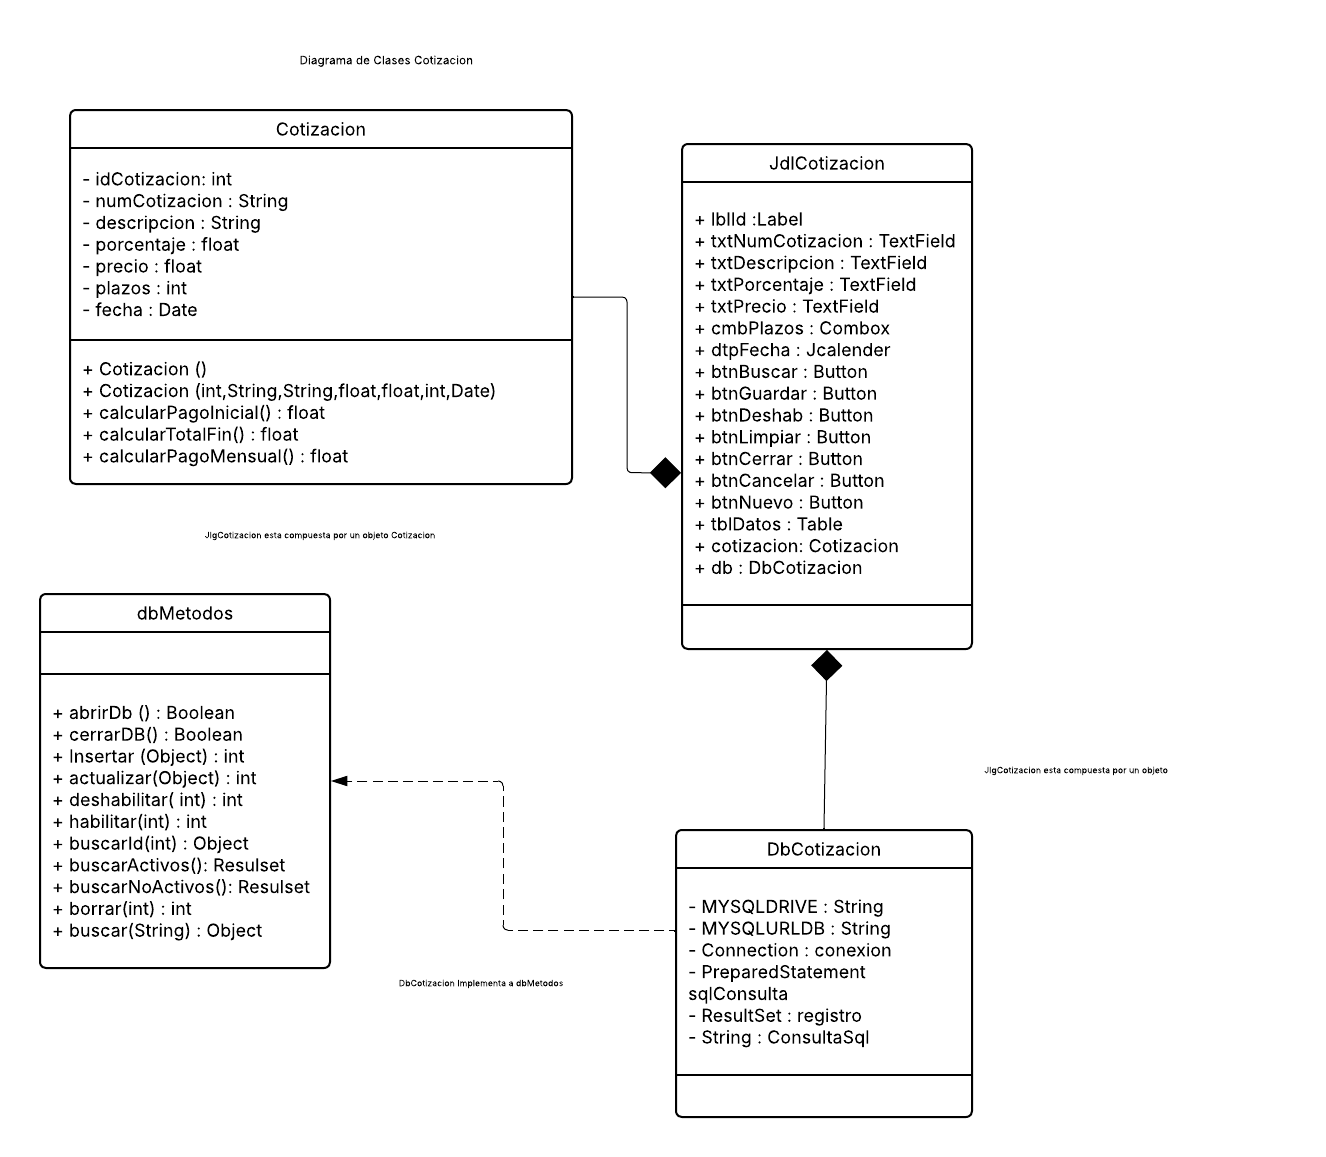 Diagrama de Clases Cotizacion
Cotizacion
- idCotizacion: int
- numCotizacion : String
- descripcion : String
- porcentaje : float
- precio : float
- plazos : int
- fecha : Date
+ Cotizacion ()
+ Cotizacion (int,String,String,float,float,int,Date)
+ calcularPagoInicial() : float
+ calcularTotalFin() : float
+ calcularPagoMensual() : float
JdlCotizacion
+ lblId :Label
+ txtNumCotizacion : TextField
+ txtDescripcion : TextField
+ txtPorcentaje : TextField
+ txtPrecio : TextField
+ cmbPlazos : Combox
+ dtpFecha : Jcalender
+ btnBuscar : Button
+ btnGuardar : Button
+ btnDeshab : Button
+ btnLimpiar : Button
+ btnCerrar : Button
+ btnCancelar : Button
+ btnNuevo : Button
+ tblDatos : Table
+ cotizacion: Cotizacion
+ db : DbCotizacion
JlgCotizacion esta compuesta por un objeto Cotizacion
dbMetodos
+ abrirDb () : Boolean
+ cerrarDB() : Boolean
+ Insertar (Object) : int
+ actualizar(Object) : int
+ deshabilitar( int) : int
+ habilitar(int) : int
+ buscarId(int) : Object
+ buscarActivos(): Resulset
+ buscarNoActivos(): Resulset
+ borrar(int) : int
+ buscar(String) : Object
JlgCotizacion esta compuesta por un objeto
DbCotizacion Implementa a dbMetodos
DbCotizacion
- MYSQLDRIVE : String
- MYSQLURLDB : String
- Connection : conexion
- PreparedStatement
sqlConsulta
- ResultSet : registro
- String : ConsultaSql